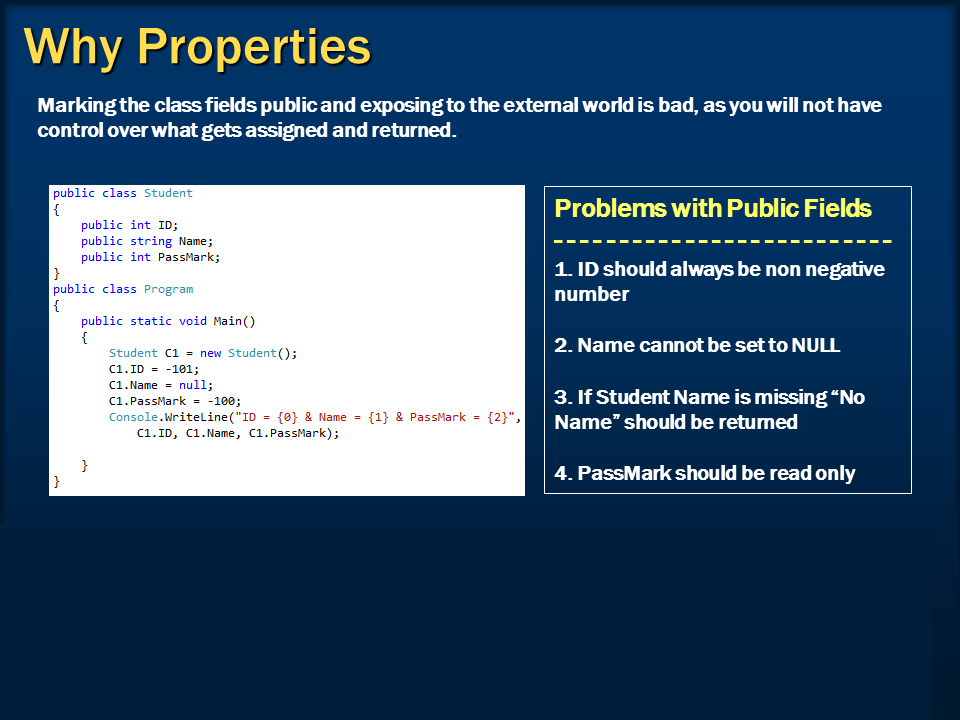 Why Properties
Marking the class fields public and exposing to the external world is bad, as you will not have
control over what gets assigned and returned.
public class Student
{
    public int ID;
    public string Name;
    public int PassMark;
}
public class Program
{
    public static void Main()
    {
        Student C1 = new Student();
        C1.ID = -101;
        C1.Name = null;
        C1.PassMark = -100;
        Console.WriteLine("ID = {0} & Name = {1} & PassMark = {2}",
            C1.ID, C1.Name, C1.PassMark);
    }
}
Problems with Public Fields
- - - - - - - - - - - - - - - - - - - - - - - - - -
1. ID should always be non negative
number
2. Name cannot be set to NULL
3. If Student Name is missing “No
Name” should be returned
4. PassMark should be read only